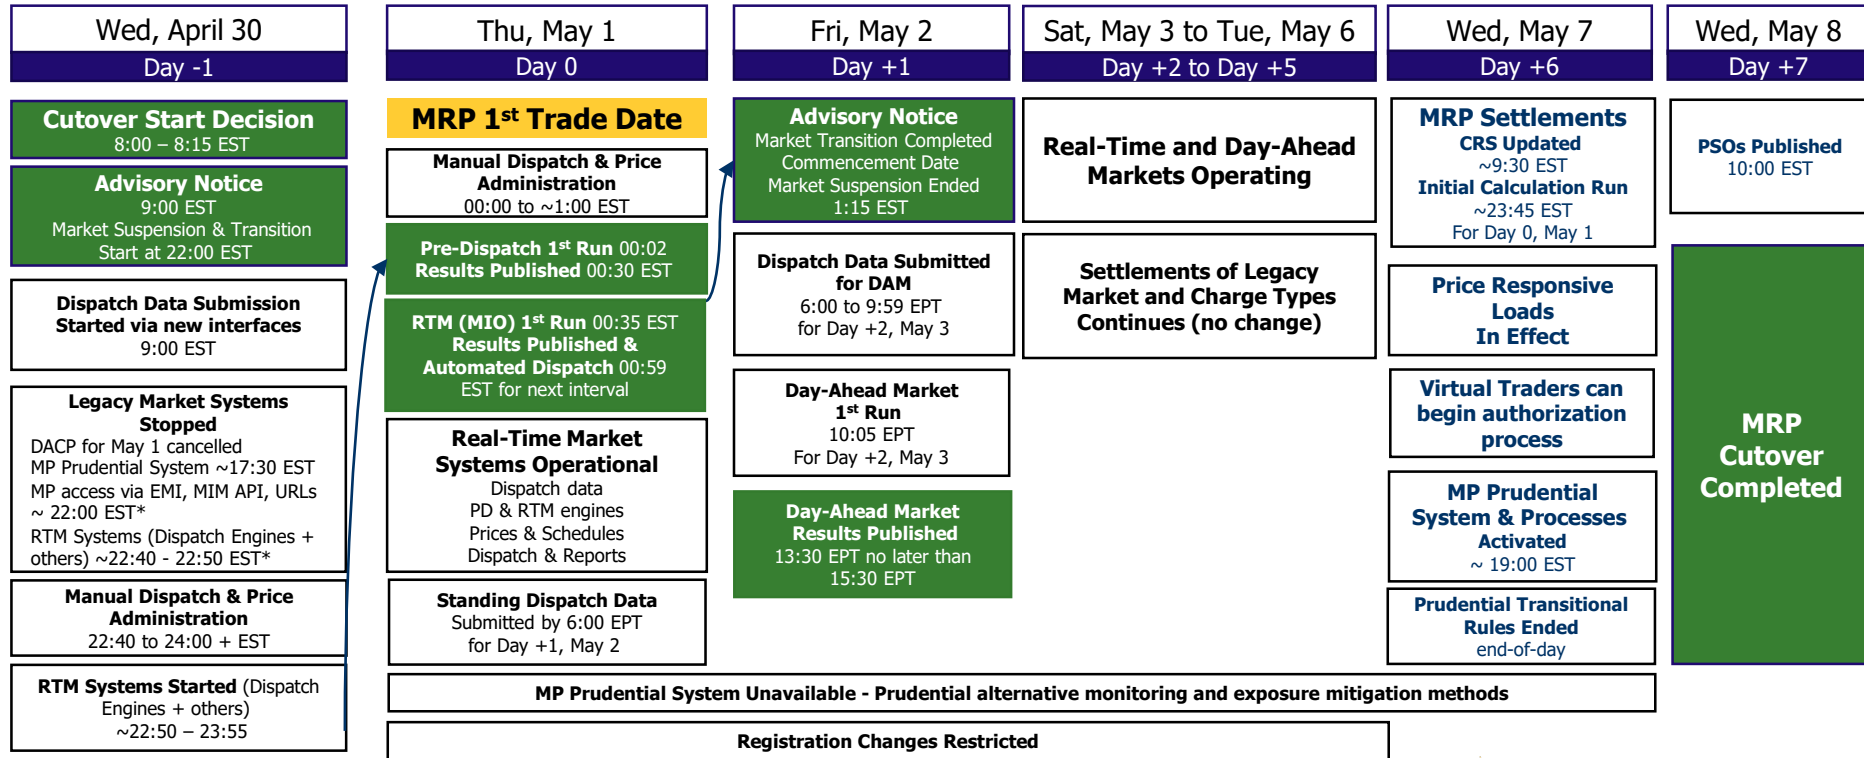 Wed, April 30
Day -1
Cutover Start Decision
8:00 – 8:15 EST
Advisory Notice
9:00 EST
Market Suspension & Transition
Start at 22:00 EST
Dispatch Data Submission
Started via new interfaces
9:00 EST
Legacy Market Systems
Stopped
DACP for May 1 cancelled
MP Prudential System ~17:30 EST
MP access via EMI, MIM API, URLs
~ 22:00 EST*
RTM Systems (Dispatch Engines +
others) ~22:40 - 22:50 EST*
Manual Dispatch & Price
Administration
22:40 to 24:00 + EST
RTM Systems Started (Dispatch
Engines + others)
~22:50 – 23:55
Thu, May 1
Day 0
MRP 1st Trade Date
Manual Dispatch & Price
Administration
00:00 to ~1:00 EST
Pre-Dispatch 1st Run 00:02
Results Published 00:30 EST
RTM (MIO) 1st Run 00:35 EST
Results Published &
Automated Dispatch 00:59
EST for next interval
Real-Time Market
Systems Operational
Dispatch data
PD & RTM engines
Prices & Schedules
Dispatch & Reports
Standing Dispatch Data
Submitted by 6:00 EPT
for Day +1, May 2
Fri, May 2
Day +1
Advisory Notice
Market Transition Completed
Commencement Date
Market Suspension Ended
1:15 EST
Dispatch Data Submitted
for DAM
6:00 to 9:59 EPT
for Day +2, May 3
Day-Ahead Market
1st Run
10:05 EPT
For Day +2, May 3
Day-Ahead Market
Results Published
13:30 EPT no later than
15:30 EPT
Sat, May 3 to Tue, May 6
Day +2 to Day +5
Real-Time and Day-Ahead
Markets Operating
Settlements of Legacy
Market and Charge Types
Continues (no change)
Wed, May 7
Day +6
MRP Settlements
CRS Updated
~9:30 EST
Initial Calculation Run
~23:45 EST
For Day 0, May 1
Price Responsive
Loads
In Effect
Virtual Traders can
begin authorization
process
MP Prudential
System & Processes
Activated
~ 19:00 EST
Prudential Transitional
Rules Ended
end-of-day
Wed, May 8
Day +7
PSOs Published
10:00 EST
MRP
Cutover
Completed
MP Prudential System Unavailable - Prudential alternative monitoring and exposure mitigation methods
Registration Changes Restricted